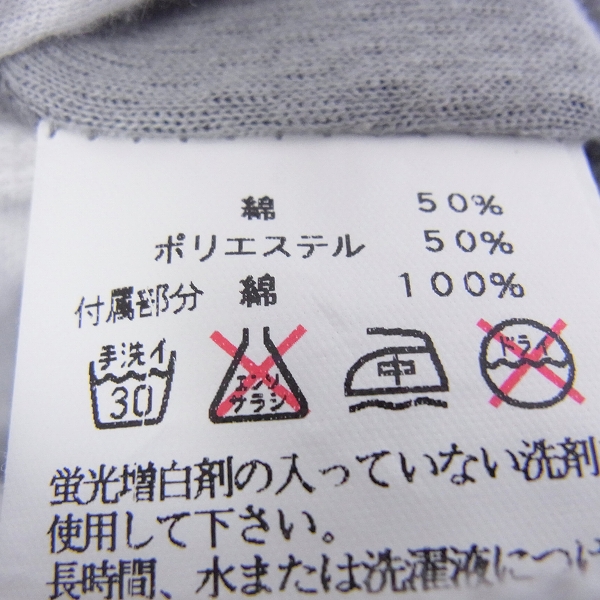 綿 50%
ポリエステル 50%
付属部分 綿 100%
手洗イ 30 エンソサラシ 中 ドライ
蛍光増白剤の入っていない洗剤
使用して下さい。
長時間、水または洗濯液につけ